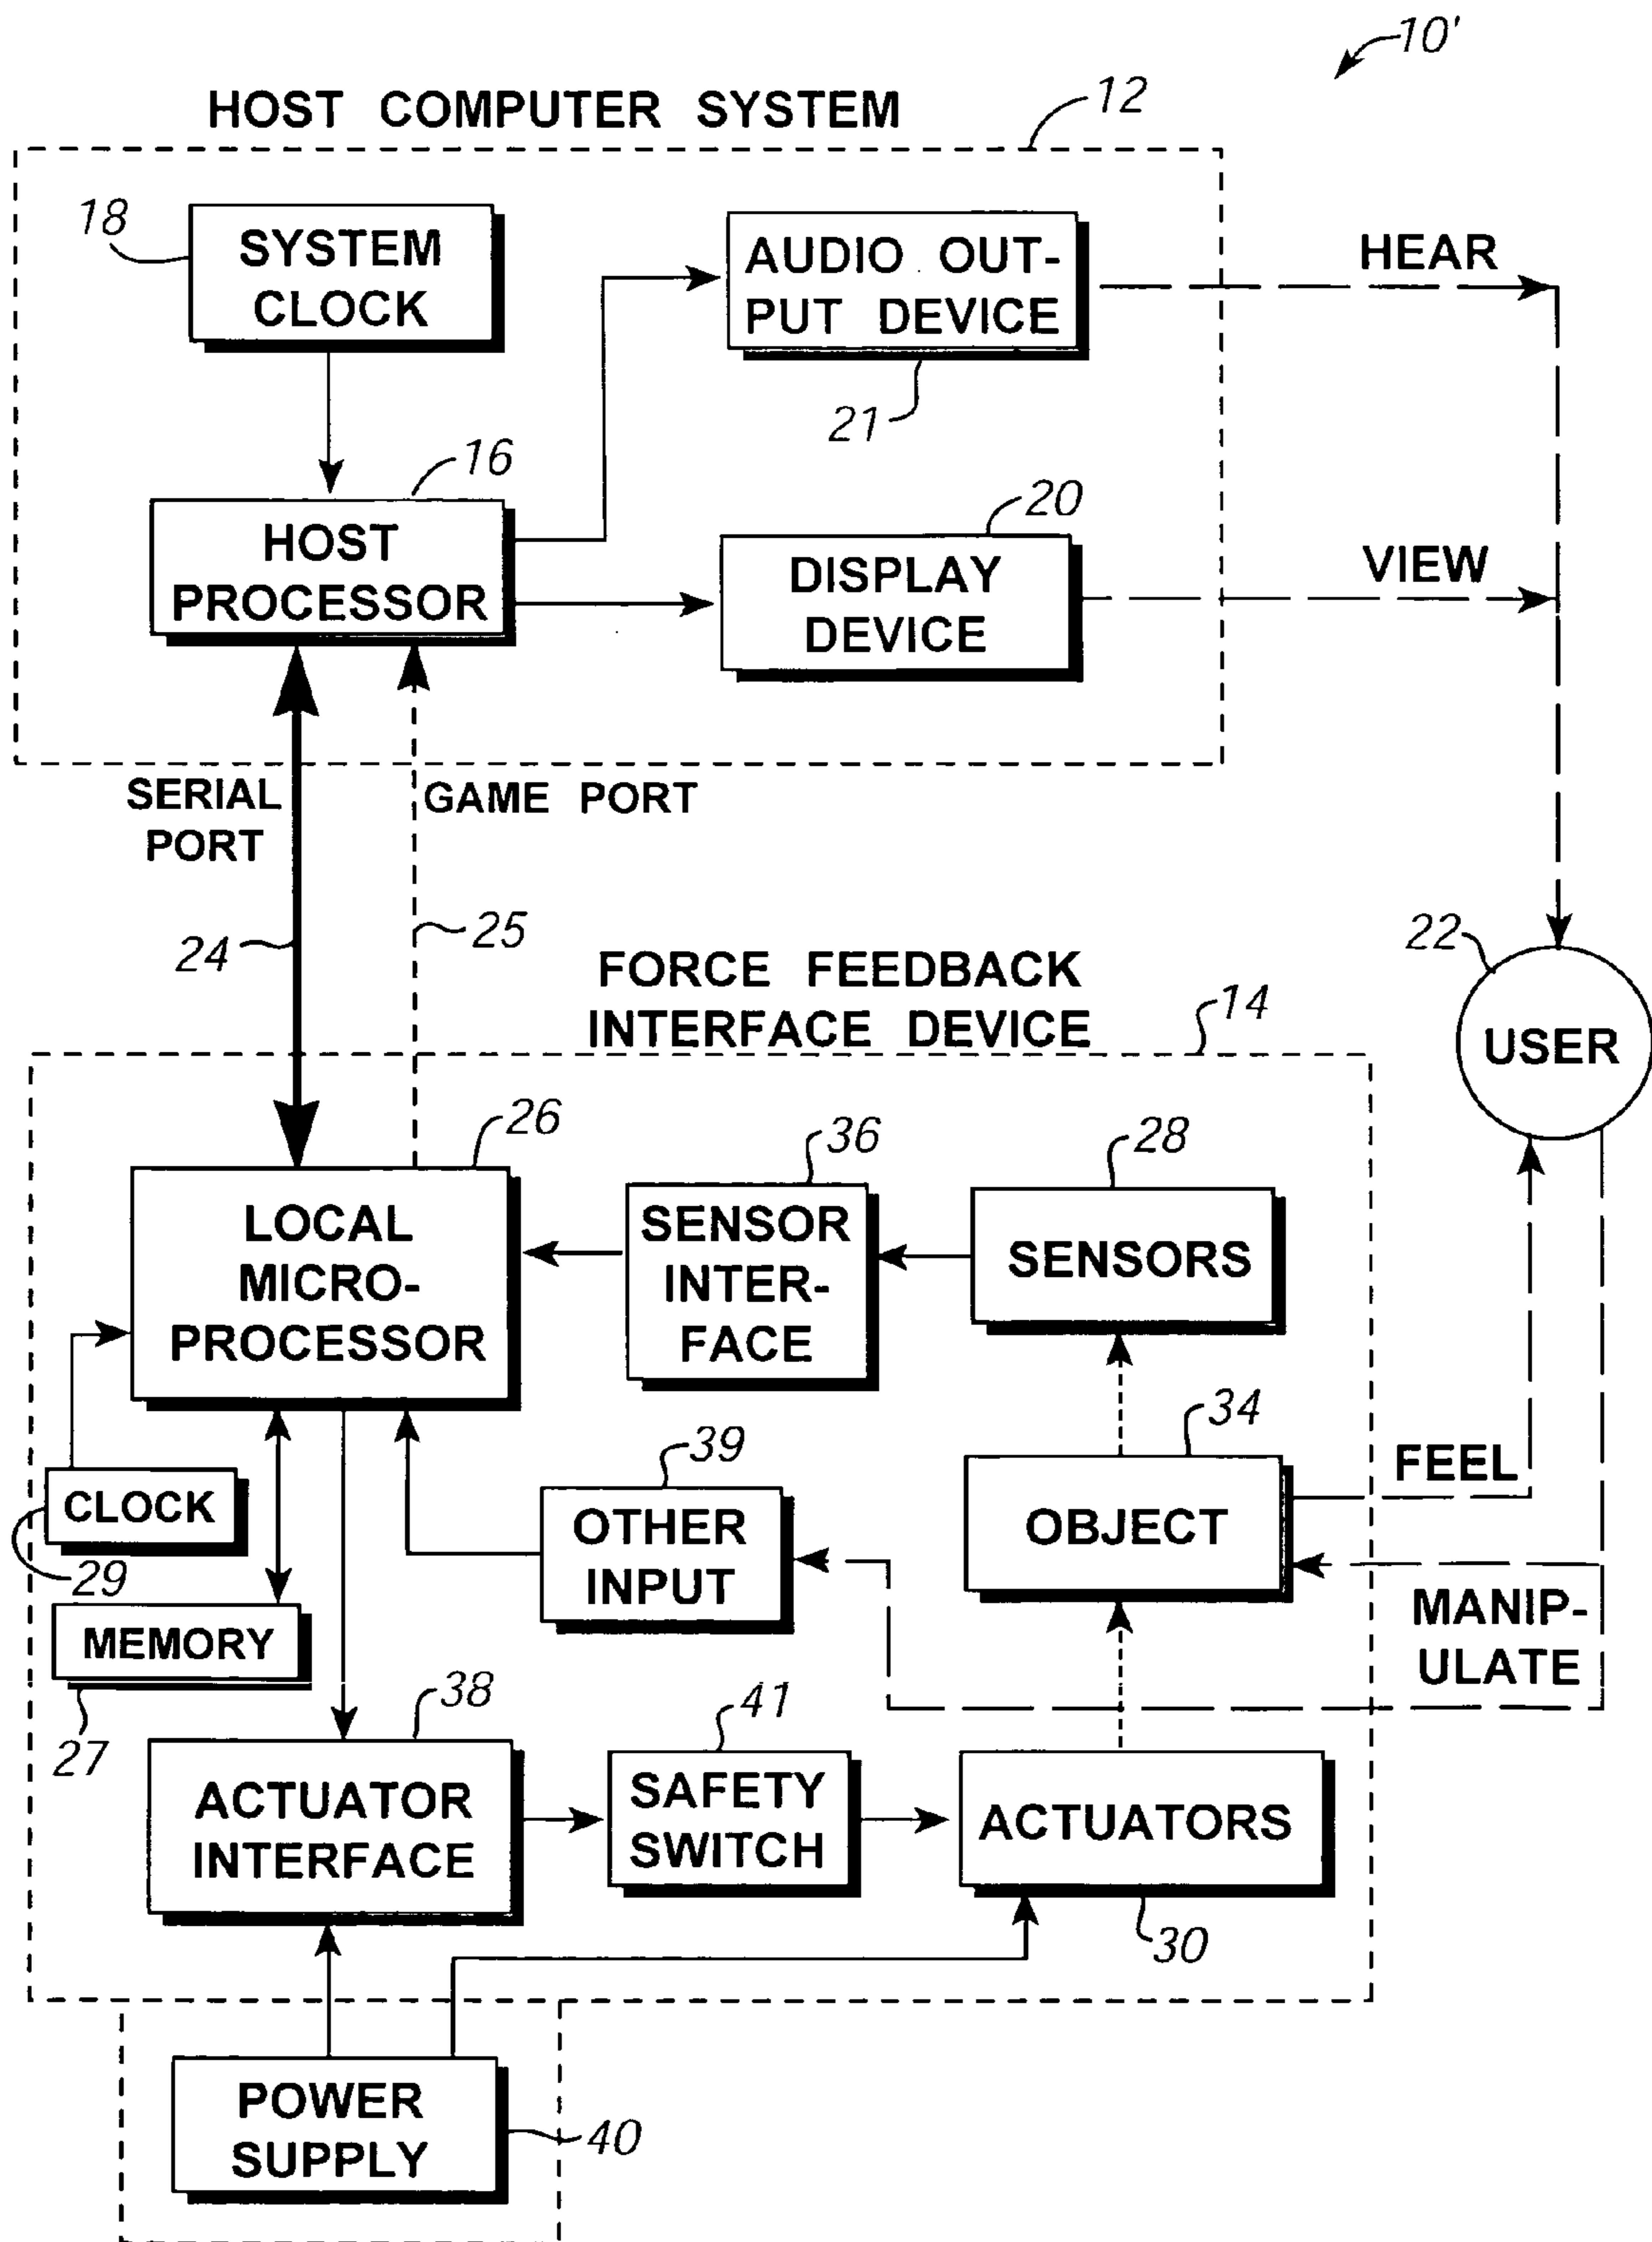 10'
HOST COMPUTER SYSTEM
12
18
SYSTEM
CLOCK
AUDIO OUT-
PUT DEVICE
21
HEAR
16
HOST
PROCESSOR
20
DISPLAY
DEVICE
VIEW
SERIAL
PORT
GAME PORT
24
25
FORCE FEEDBACK
INTERFACE DEVICE
14
22
USER
26
LOCAL
MICRO-
PROCESSOR
36
SENSOR
INTER-
FACE
28
SENSORS
34
OBJECT
FEEL
39
OTHER
INPUT
CLOCK
29
MEMORY
27
MANIP-
ULATE
38
ACTUATOR
INTERFACE
41
SAFETY
SWITCH
ACTUATORS
30
POWER
SUPPLY
40